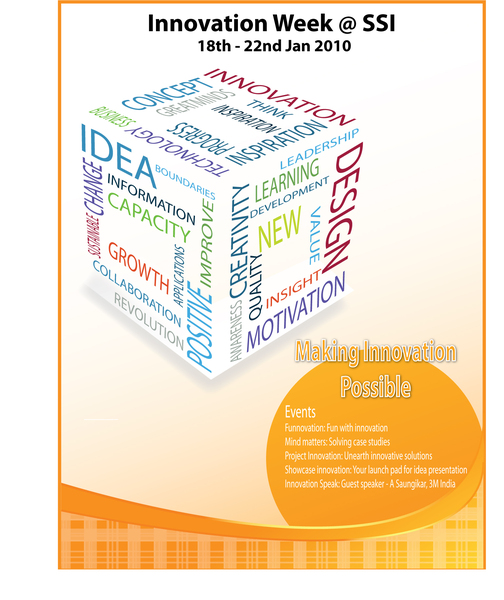 Innovation Week @ SSI
18th - 22nd Jan 2010
INNOVATION
CONCEPT
GREATMINDS
THINK
BUSINESS
INSPIRATION
PROGRESS
INSPIRATION
TECHNOLOGY
IDEA
BOUNDARIES
CHANGE
INFORMATION
CAPACITY
IMPROVE
SUSTAINABLE
GROWTH
APPLICATIONS
COLLABORATION
POSITIVE
REVOLUTION
LEADERSHIP
LEARNING
DESIGN
DEVELOPMENT
CREATIVITY
NEW
VALUE
QUALITY
INSIGHT
AWARENESS
MOTIVATION
Making Innovation
Possible
Events
Funnovation: Fun with innovation
Mind matters: Solving case studies
Project Innovation: Unearth innovative solutions
Showcase innovation: Your launch pad for idea presentation
Innovation Speak: Guest speaker - A Saungikar, 3M India